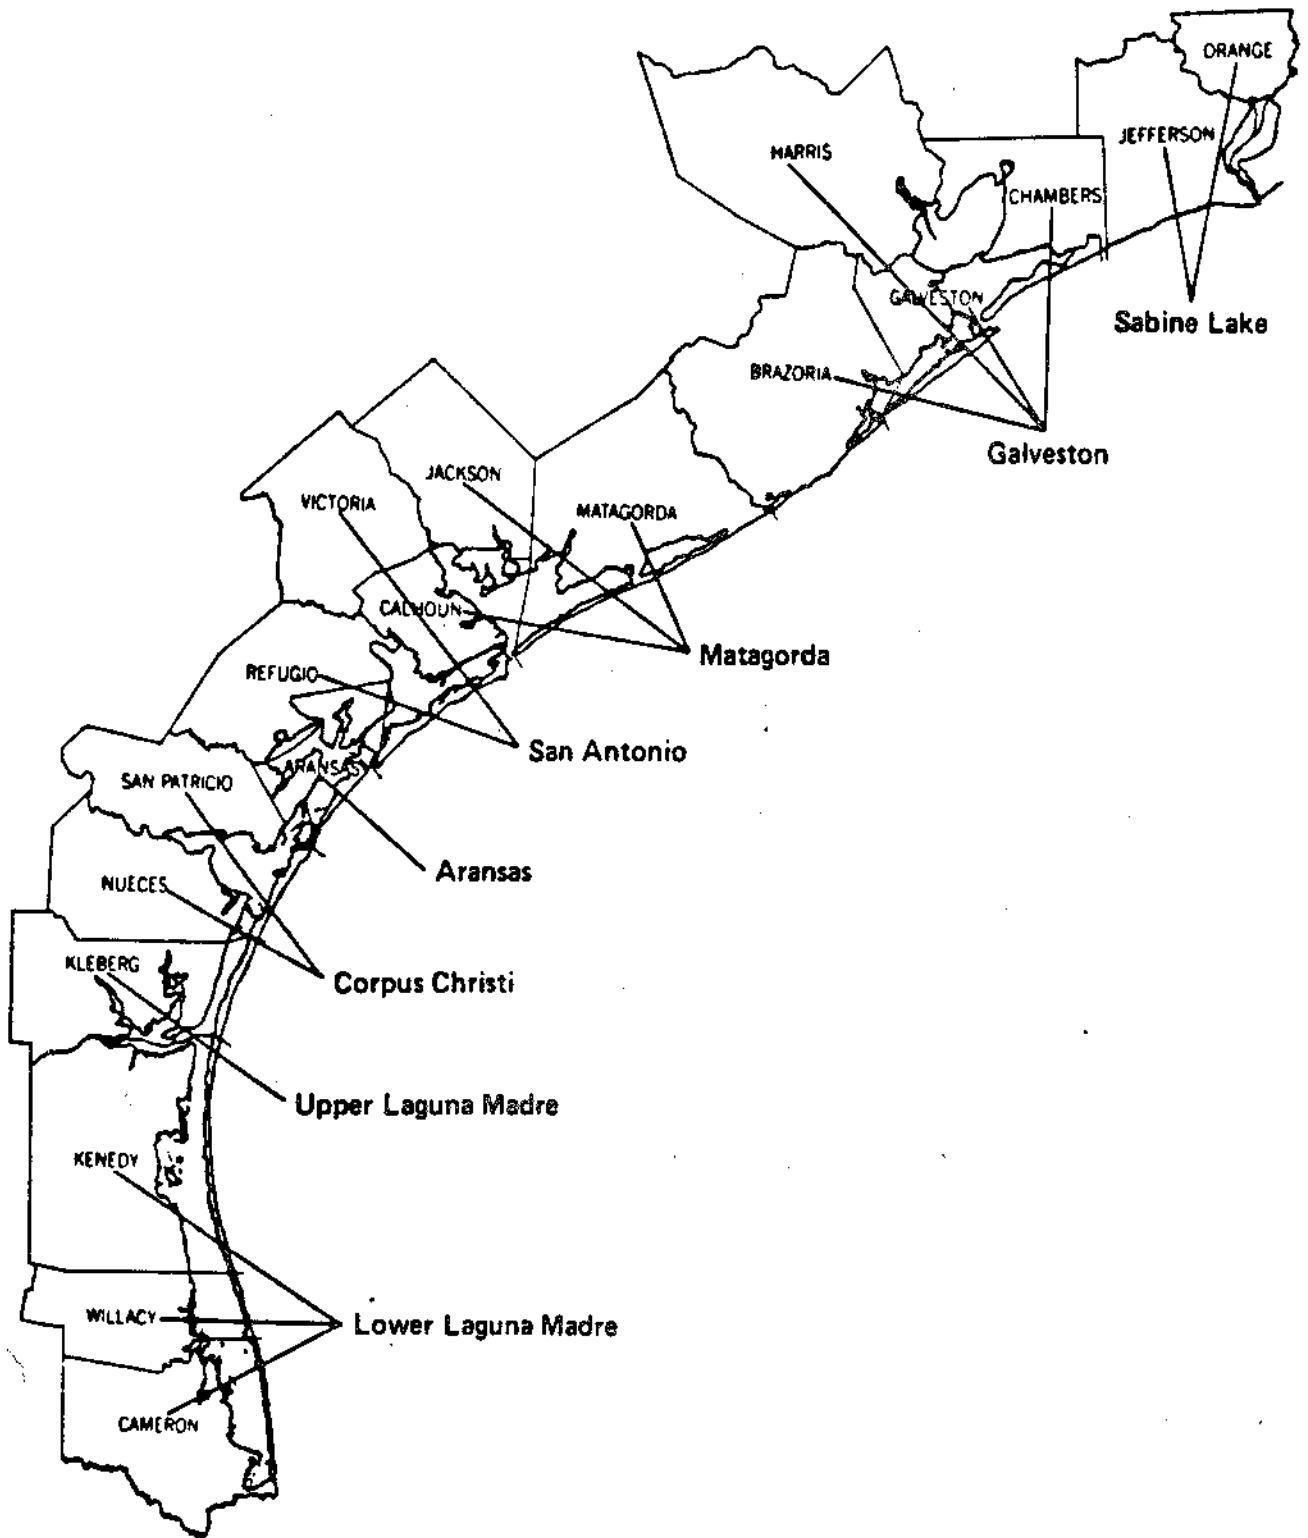 ORANGE
JEFFERSON
HARRIS
CHAMBERS
GALVESTON
Sabine Lake
BRAZORIA
Galveston
JACKSON
VICTORIA
MATAGORDA
CALHOUN
Matagorda
REFUGIO
San Antonio
ARANSAS
SAN PATRICIO
Aransas
NUECES
KLEBERG
Corpus Christi
Upper Laguna Madre
KENEDY
WILLACY
Lower Laguna Madre
CAMERON